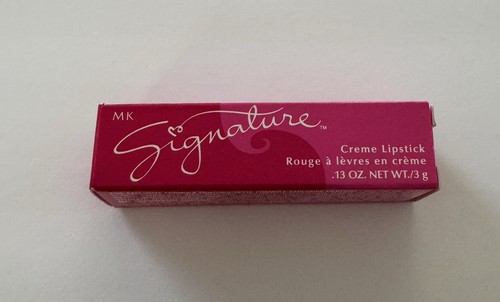 MK
Signature™
Creme Lipstick
Rouge à lèvres en crème
.13 OZ. NET WT./3 g